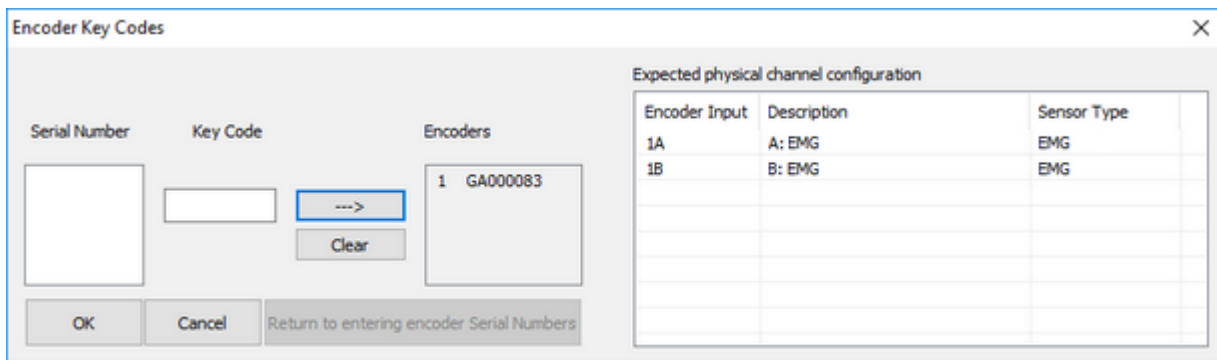 Encoder Key Codes
Expected physical channel configuration
Serial Number Key Code Encoders
Encoder Input Description Sensor Type
1A A: EMG EMG
1B B: EMG EMG
1 GA000083
--->
Clear
OK Cancel Return to entering encoder Serial Numbers